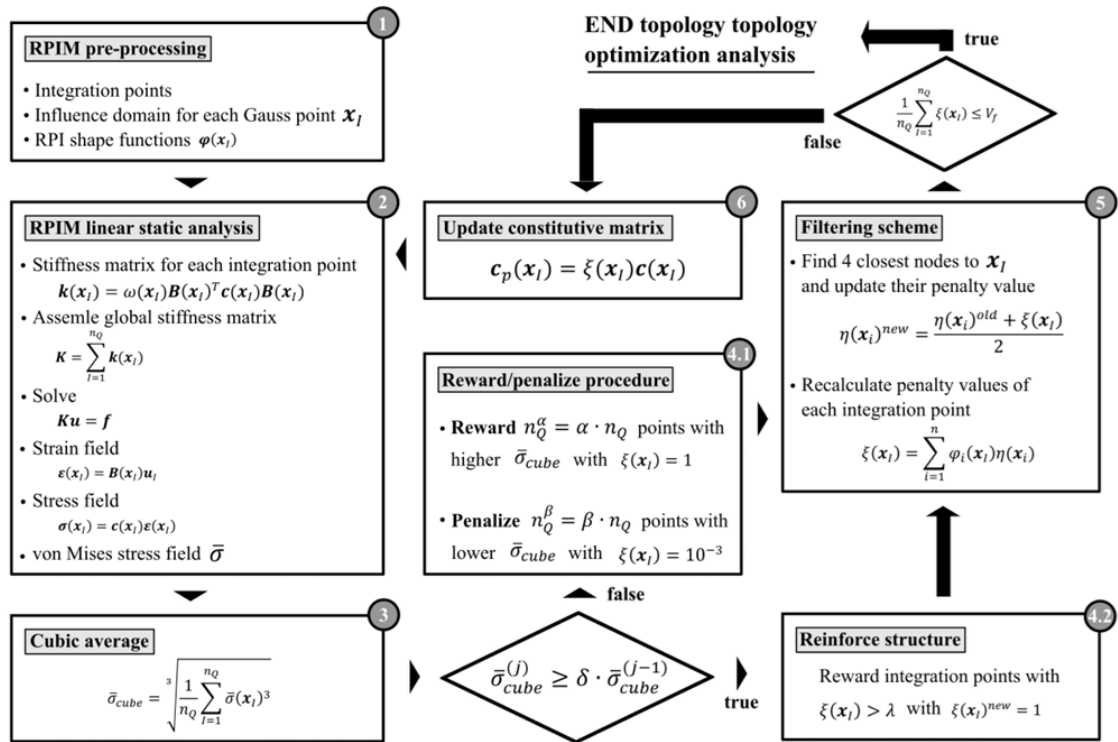 1
RPIM pre-processing
• Integration points
• Influence domain for each Gauss point 𝒙_I
• RPI shape functions 𝝋(𝒙_I)
2
RPIM linear static analysis
• Stiffness matrix for each integration point
𝒌(𝒙_I) = ω(𝒙_I)𝑩(𝒙_I)^T 𝒄(𝒙_I)𝑩(𝒙_I)
• Assemle global stiffness matrix
𝑲 = ∑_{I=1}^{n_Q} 𝒌(𝒙_I)
• Solve
𝑲𝒖 = 𝒇
• Strain field
𝜺(𝒙_I) = 𝑩(𝒙_I)𝒖_I
• Stress field
𝝈(𝒙_I) = 𝒄(𝒙_I)𝜺(𝒙_I)
• von Mises stress field σ̄
3
Cubic average
σ̄_cube = ∛(1/n_Q ∑_{I=1}^{n_Q} σ̄(𝒙_I)^3)
σ̄_cube^(j) ≥ δ · σ̄_cube^(j−1)
false
true
4.1
Reward/penalize procedure
• Reward n_Q^α = α · n_Q points with
higher σ̄_cube with ξ(𝒙_I) = 1
• Penalize n_Q^β = β · n_Q points with
lower σ̄_cube with ξ(𝒙_I) = 10^−3
4.2
Reinforce structure
Reward integration points with
ξ(𝒙_I) > λ with ξ(𝒙_I)^new = 1
5
Filtering scheme
• Find 4 closest nodes to 𝒙_I
and update their penalty value
η(𝒙_i)^new = (η(𝒙_i)^old + ξ(𝒙_I))/2
• Recalculate penalty values of
each integration point
ξ(𝒙_I) = ∑_{i=1}^{n} φ_i(𝒙_I)η(𝒙_i)
1/n_Q ∑_{I=1}^{n_Q} ξ(𝒙_I) ≤ V_f
true
false
END topology topology
optimization analysis
6
Update constitutive matrix
𝒄_p(𝒙_I) = ξ(𝒙_I)𝒄(𝒙_I)